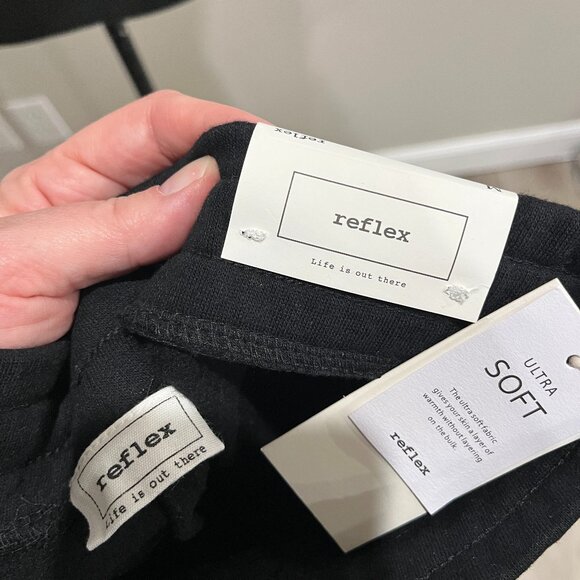 reflex
reflex
Life is out there
ULTRA
SOFT
The ultra soft fabric
gives your skin a layer of
warmth without layering
on the bulk.
reflex
reflex
Life is out there